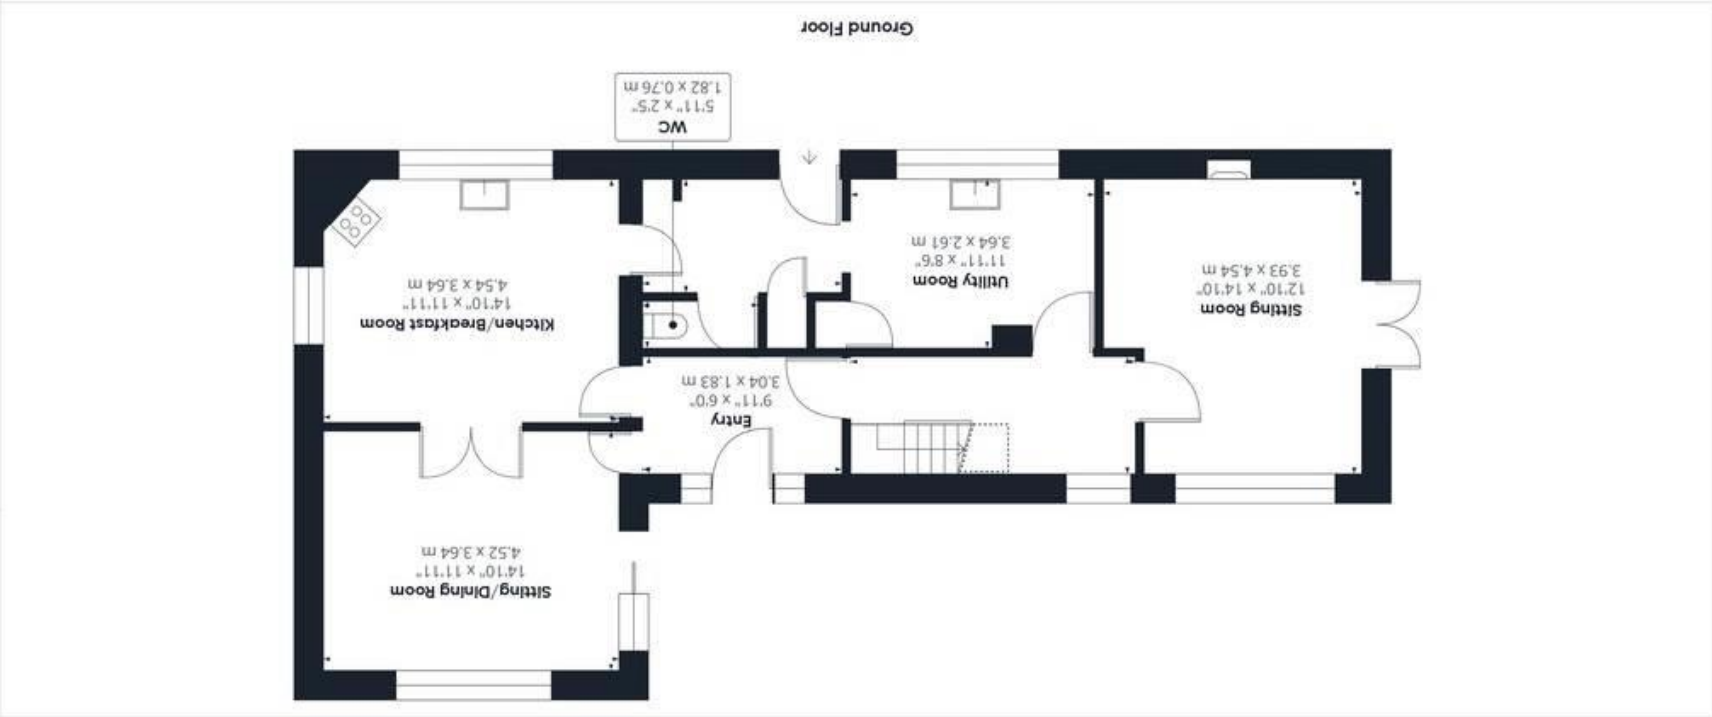 Sitting/Dining Room
14'10" x 11'11"
4.52 x 3.64 m
Entry
9'11" x 6'0"
3.04 x 1.83 m
Kitchen/Breakfast Room
14'10" x 11'11"
4.54 x 3.64 m
Sitting Room
12'10" x 14'10"
3.93 x 4.54 m
Utility Room
11'11" x 8'6"
3.64 x 2.61 m
WC
5'11" x 2'5"
1.82 x 0.76 m
Ground Floor